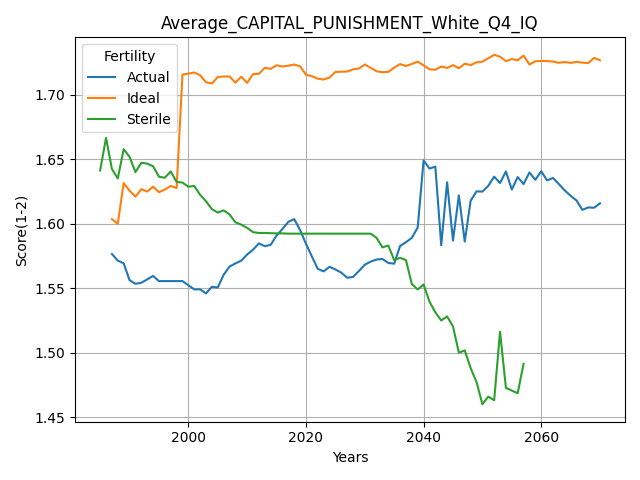 Average_CAPITAL_PUNISHMENT_White_Q4_IQ
Fertility
Actual
Ideal
Sterile
Score(1-2)
1.70
1.65
1.60
1.55
1.50
1.45
2000 2020 2040 2060
Years